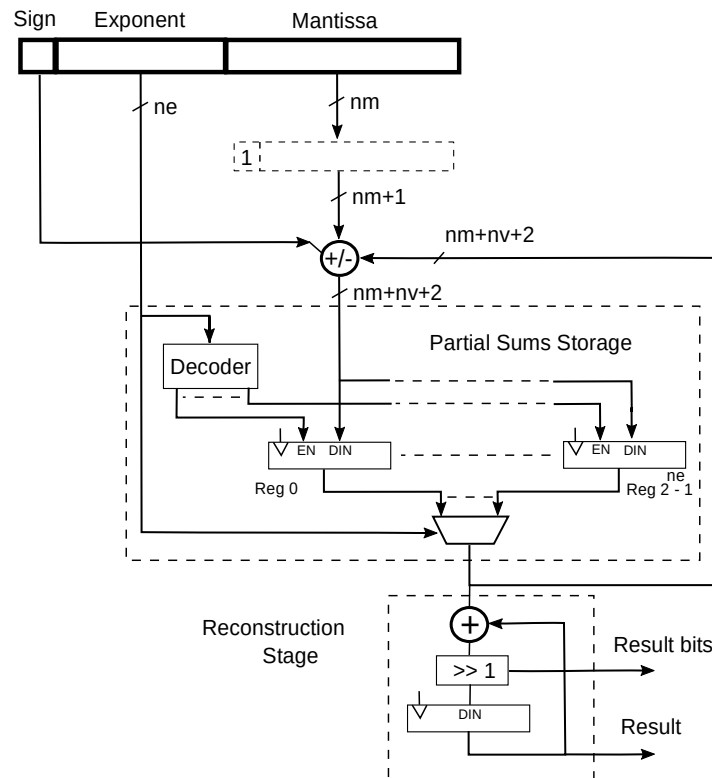 Sign Exponent Mantissa
ne
nm
1
nm+1
+/-
nm+nv+2
nm+nv+2
Partial Sums Storage
Decoder
EN DIN
EN DIN
Reg 0
Reg 2 - 1
ne
+
Reconstruction
Stage
Result bits
>> 1
DIN
Result